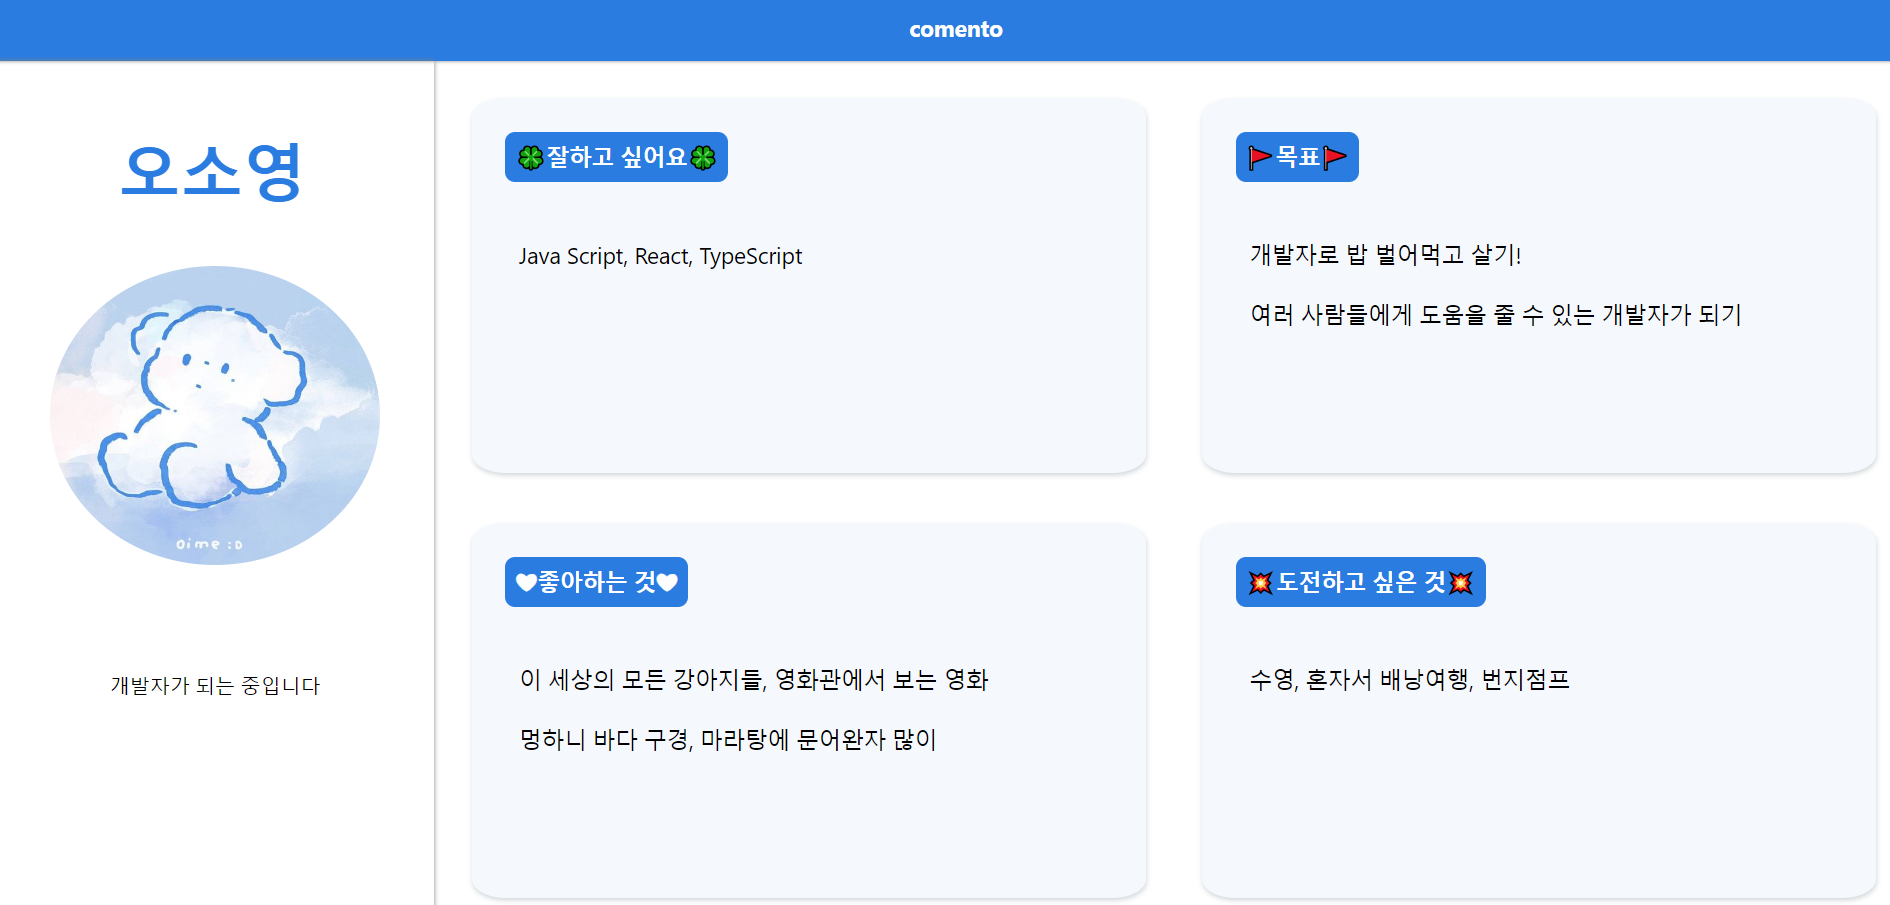 comento
오소영
oime :D
개발자가 되는 중입니다
🍀잘하고 싶어요🍀
Java Script, React, TypeScript
🚩목표🚩
개발자로 밥 벌어먹고 살기!
여러 사람들에게 도움을 줄 수 있는 개발자가 되기
🤍좋아하는 것🤍
이 세상의 모든 강아지들, 영화관에서 보는 영화
멍하니 바다 구경, 마라탕에 문어완자 많이
💥도전하고 싶은 것💥
수영, 혼자서 배낭여행, 번지점프